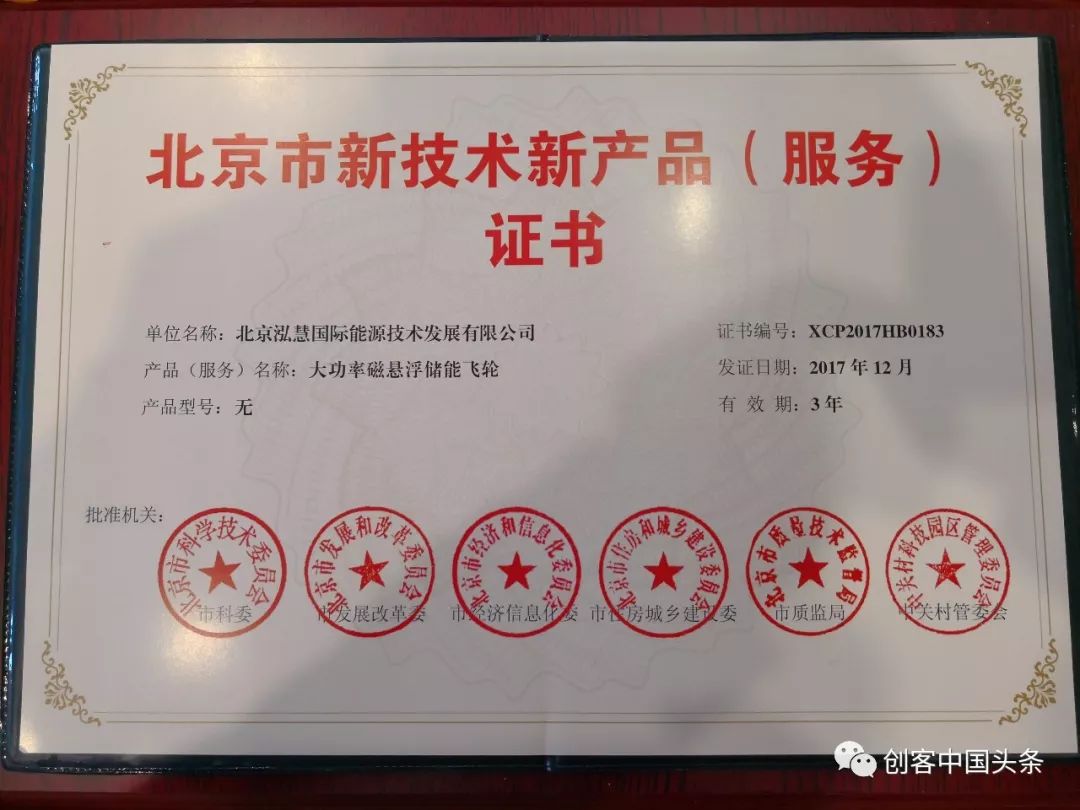 北京市新技术新产品（服务）
证书
单位名称：北京泓慧国际能源技术发展有限公司
证书编号：XCP2017HB0183
产品（服务）名称：大功率磁悬浮储能飞轮
发证日期：2017年12月
产品型号：无
有 效 期：3年
批准机关：
北京市科学技术委员会
北京市发展和改革委员会
北京市经济和信息化委员会
北京市住房和城乡建设委员会
北京市质量技术监督局
中关村科技园区管理委员会
市科委
市发展改革委
市经济信息化委
市住房城乡建设委
市质监局
中关村管委会
创客中国头条